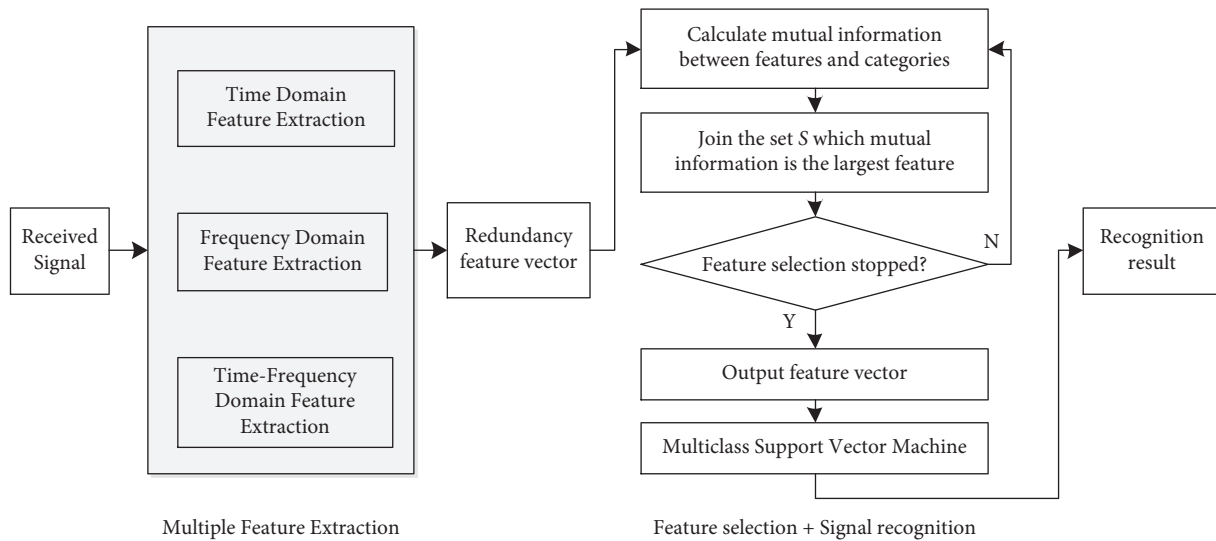 Received
Signal
Time Domain
Feature Extraction
Frequency Domain
Feature Extraction
Time-Frequency
Domain Feature
Extraction
Multiple Feature Extraction
Redundancy
feature vector
Calculate mutual information
between features and categories
Join the set S which mutual
information is the largest feature
Feature selection stopped?
N
Y
Output feature vector
Multiclass Support Vector Machine
Feature selection + Signal recognition
Recognition
result